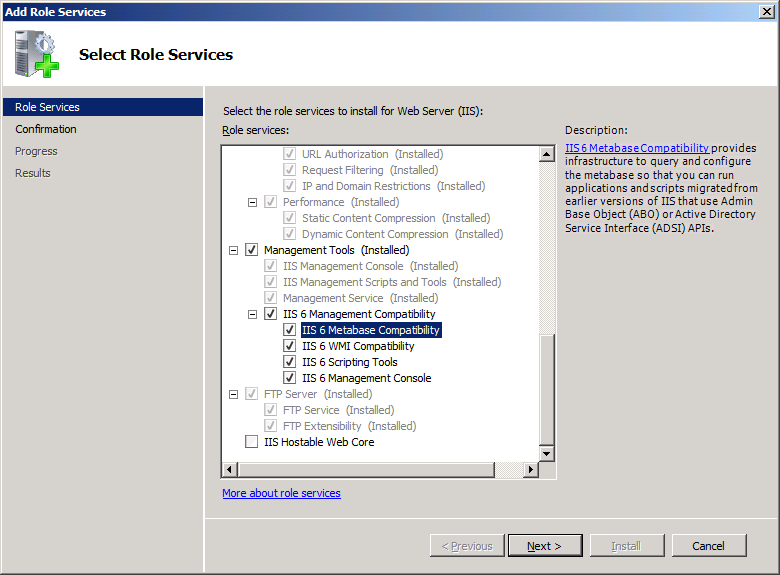 Add Role Services
Select Role Services
Role Services
Confirmation
Progress
Results
Select the role services to install for Web Server (IIS):
Role services:
URL Authorization (Installed)
Request Filtering (Installed)
IP and Domain Restrictions (Installed)
Performance (Installed)
Static Content Compression (Installed)
Dynamic Content Compression (Installed)
Management Tools (Installed)
IIS Management Console (Installed)
IIS Management Scripts and Tools (Installed)
Management Service (Installed)
IIS 6 Management Compatibility
IIS 6 Metabase Compatibility
IIS 6 WMI Compatibility
IIS 6 Scripting Tools
IIS 6 Management Console
FTP Server (Installed)
FTP Service (Installed)
FTP Extensibility (Installed)
IIS Hostable Web Core
More about role services
Description:
IIS 6 Metabase Compatibility provides
infrastructure to query and configure
the metabase so that you can run
applications and scripts migrated from
earlier versions of IIS that use Admin
Base Object (ABO) or Active Directory
Service Interface (ADSI) APIs.
< Previous
Next >
Install
Cancel